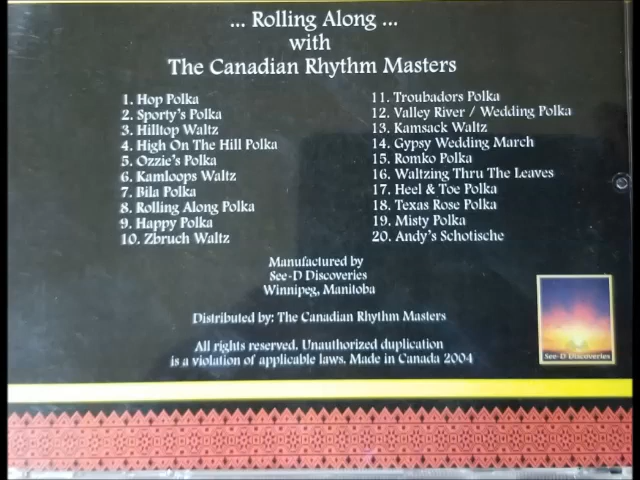 ... Rolling Along ...
with
The Canadian Rhythm Masters
1. Hop Polka
2. Sporty's Polka
3. Hilltop Waltz
4. High On The Hill Polka
5. Ozzie's Polka
6. Kamloops Waltz
7. Bila Polka
8. Rolling Along Polka
9. Happy Polka
10. Zbruch Waltz
11. Troubadors Polka
12. Valley River / Wedding Polka
13. Kamsack Waltz
14. Gypsy Wedding March
15. Romko Polka
16. Waltzing Thru The Leaves
17. Heel & Toe Polka
18. Texas Rose Polka
19. Misty Polka
20. Andy's Schotische
Manufactured by
See-D Discoveries
Winnipeg, Manitoba
Distributed by: The Canadian Rhythm Masters
All rights reserved. Unauthorized duplication
is a violation of applicable laws. Made in Canada 2004
See-D Discoveries